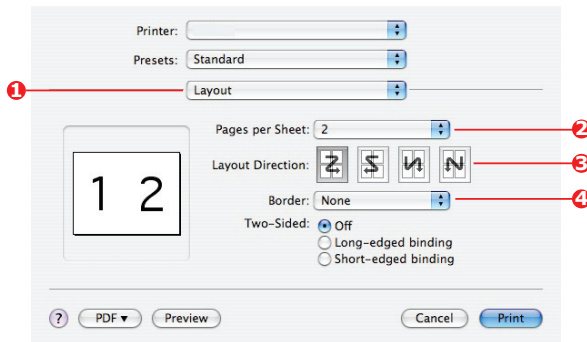 Printer:
Presets: Standard
1 Layout
Pages per Sheet: 2 2
1 2
Layout Direction: 3
Border: None 4
Two-Sided: Off
Long-edged binding
Short-edged binding
? PDF ▼ Preview Cancel Print